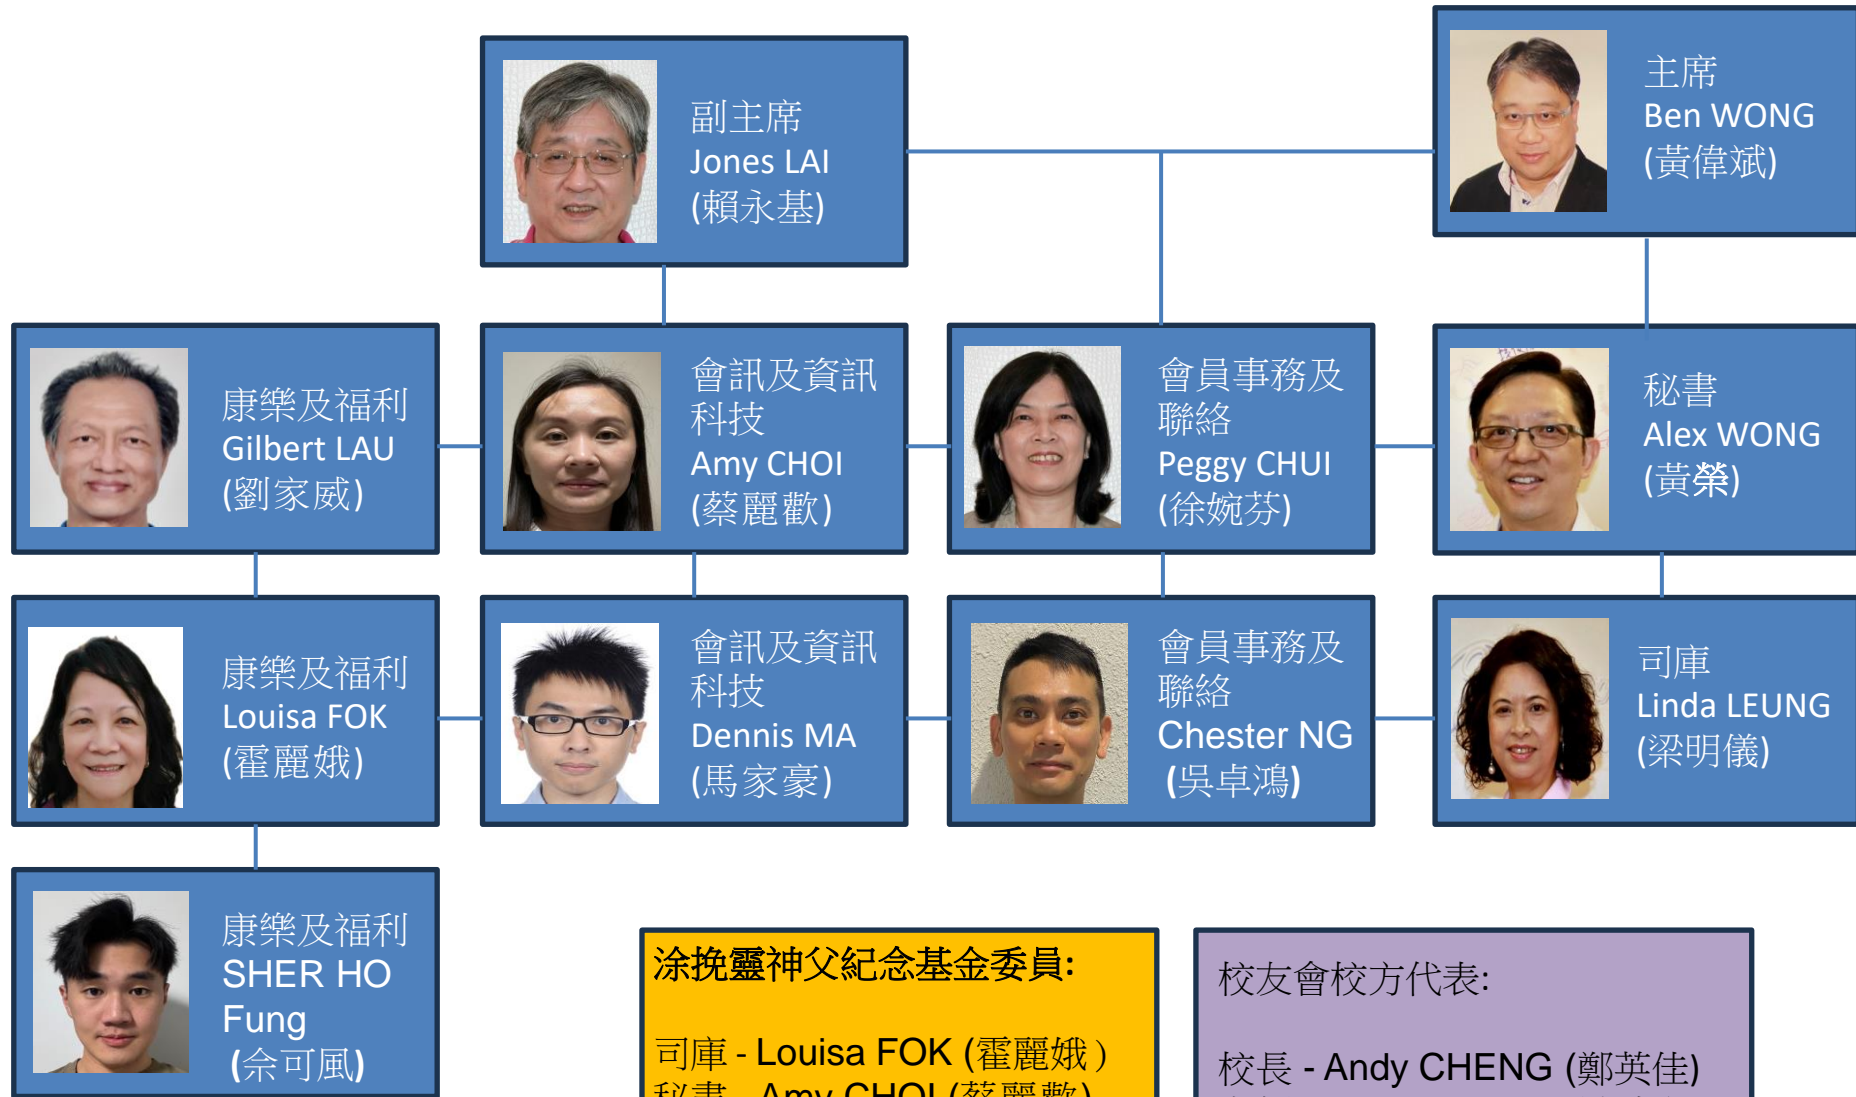 副主席
Jones LAI
(賴永基)
主席
Ben WONG
(黃偉斌)
康樂及福利
Gilbert LAU
(劉家威)
會訊及資訊
科技
Amy CHOI
(蔡麗歡)
會員事務及
聯絡
Peggy CHUI
(徐婉芬)
秘書
Alex WONG
(黃榮)
康樂及福利
Louisa FOK
(霍麗娥)
會訊及資訊
科技
Dennis MA
(馬家豪)
會員事務及
聯絡
Chester NG
(吳卓鴻)
司庫
Linda LEUNG
(梁明儀)
康樂及福利
SHER HO
Fung
(佘可風)
涂挽靈神父紀念基金委員:
司庫 - Louisa FOK (霍麗娥)
秘書 - Amy CHOI (蔡麗歡)
校友會校方代表:
校長 - Andy CHENG (鄭英佳)